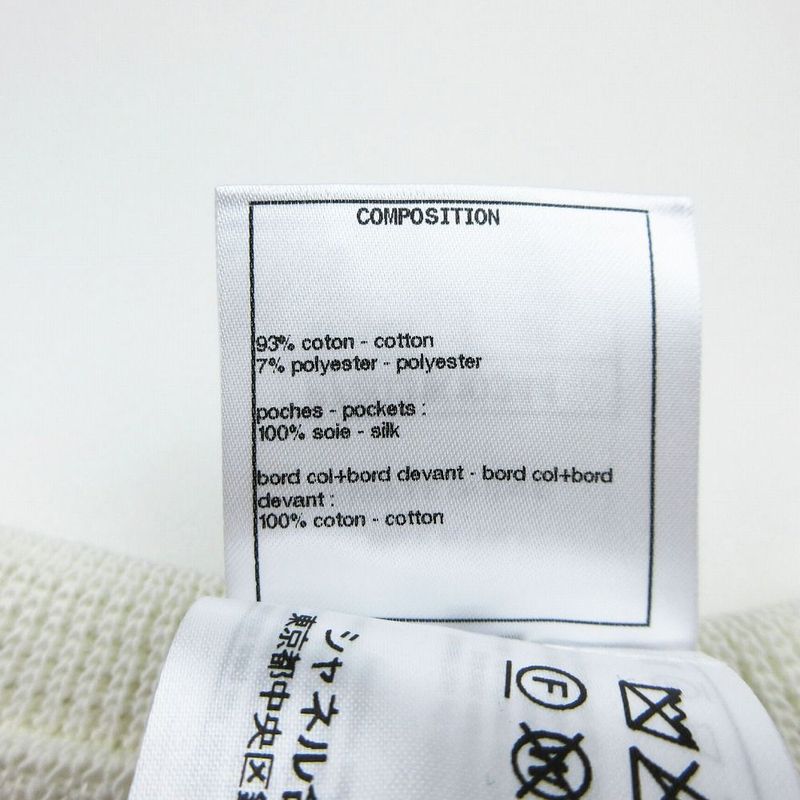 COMPOSITION
93% coton - cotton
7% polyester - polyester
poches - pockets :
100% soie - silk
bord col+bord devant - bord col+bord
devant :
100% coton - cotton
シャネル
東京都中央区
F
W